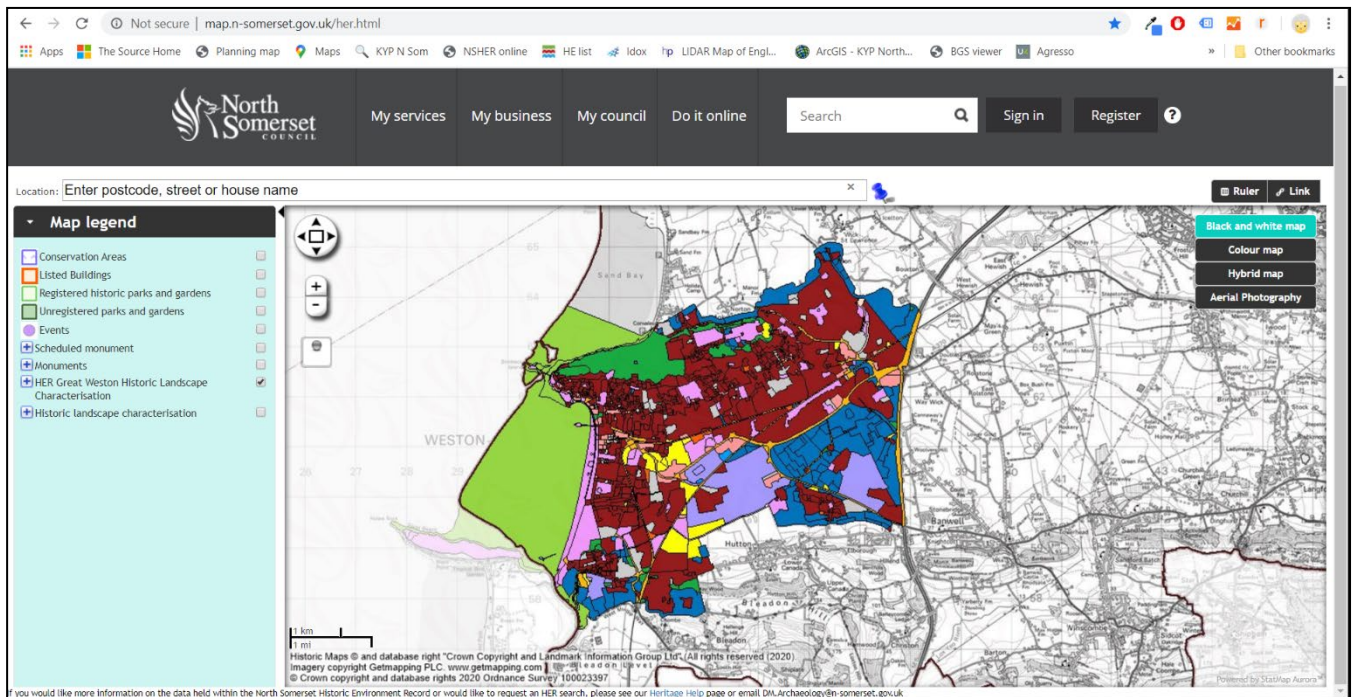 Not secure | map.n-somerset.gov.uk/her.html
Apps The Source Home Planning map Maps KYP N Som NSHER online HE list Idox LIDAR Map of Engl... ArcGIS - KYP North... BGS viewer Agresso » Other bookmarks
North Somerset COUNCIL
My services My business My council Do it online Search Sign in Register ?
Location: Enter postcode, street or house name × Ruler Link
Map legend
Conservation Areas
Listed Buildings
Registered historic parks and gardens
Unregistered parks and gardens
Events
Scheduled monument
Monuments
HER Great Weston Historic Landscape
Characterisation
Historic landscape characterisation
Black and white map
Colour map
Hybrid map
Aerial Photography
Sand Bay
WESTON
Hutton
Banwell
Bleadon
Churchill
Way Wick
Winscombe
Barton
1 km
1 mi
Historic Maps © and database right "Crown Copyright and Landmark Information Group Ltd" (All rights reserved (2020)
Imagery copyright Getmapping PLC. www.getmapping.com
© Crown copyright and database rights 2020 Ordnance Survey 100023397
Powered by StatMap Aurora™
If you would like more information on the data held within the North Somerset Historic Environment Record or would like to request an HER search, please see our Heritage Help page or email DM.Archaeology@n-somerset.gov.uk